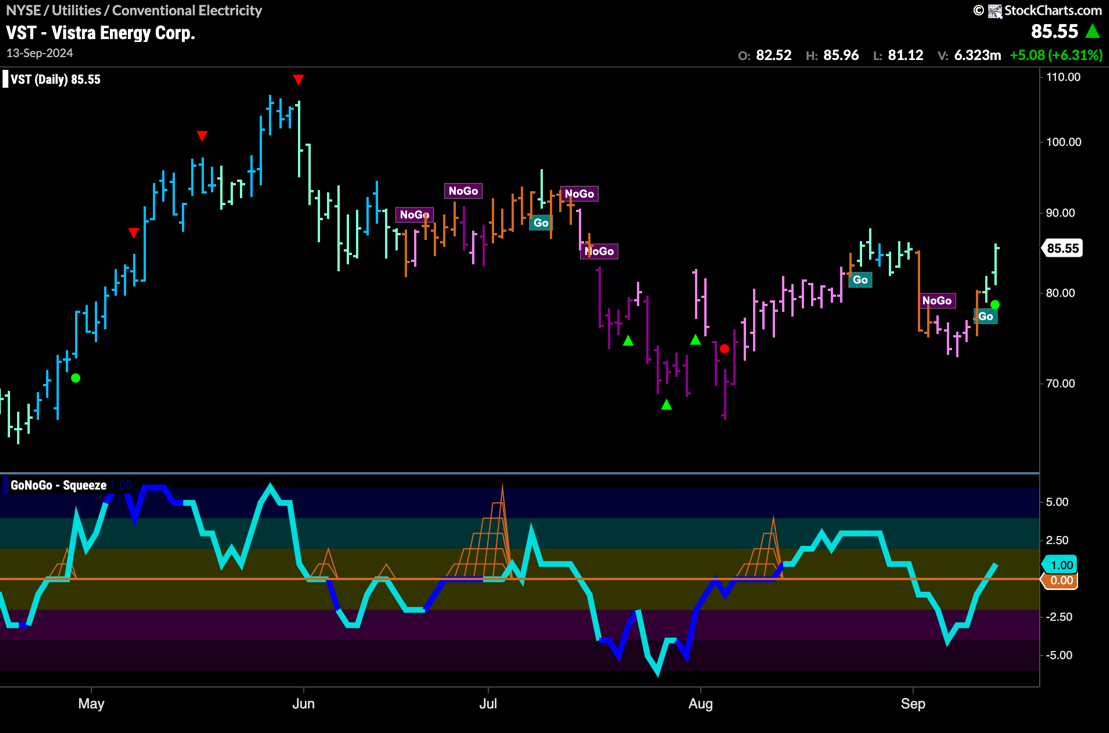 NYSE / Utilities / Conventional Electricity
© StockCharts.com
VST - Vistra Energy Corp.
85.55
13-Sep-2024
O: 82.52 H: 85.96 L: 81.12 V: 6.323m +5.08 (+6.31%)
VST (Daily) 85.55
110.00
100.00
NoGo
NoGo
NoGo
90.00
Go
NoGo
85.55
Go
80.00
NoGo
Go
70.00
GoNoGo - Squeeze 1.00
5.00
2.50
1.00
0.00
-2.50
-5.00
May
Jun
Jul
Aug
Sep